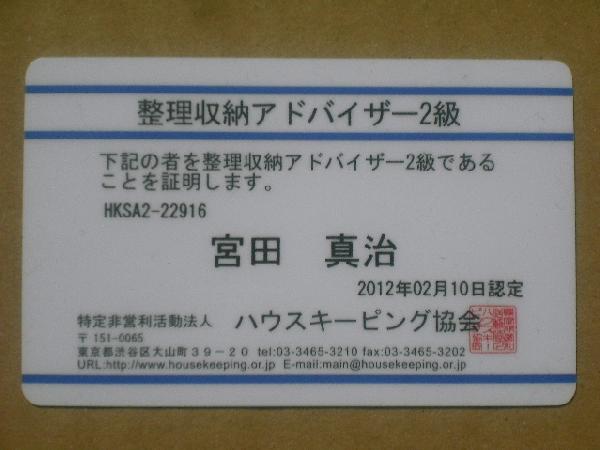 整理収納アドバイザー2級
下記の者を整理収納アドバイザー2級である
ことを証明します。
HKSA2-22916
宮田　真治
2012年02月10日認定
特定非営利活動法人　ハウスキーピング協会
〒151-0065
東京都渋谷区大山町３９－２０ tel:03-3465-3210 fax:03-3465-3202
URL:http://www.housekeeping.or.jp E-mail:main@housekeeping.or.jp